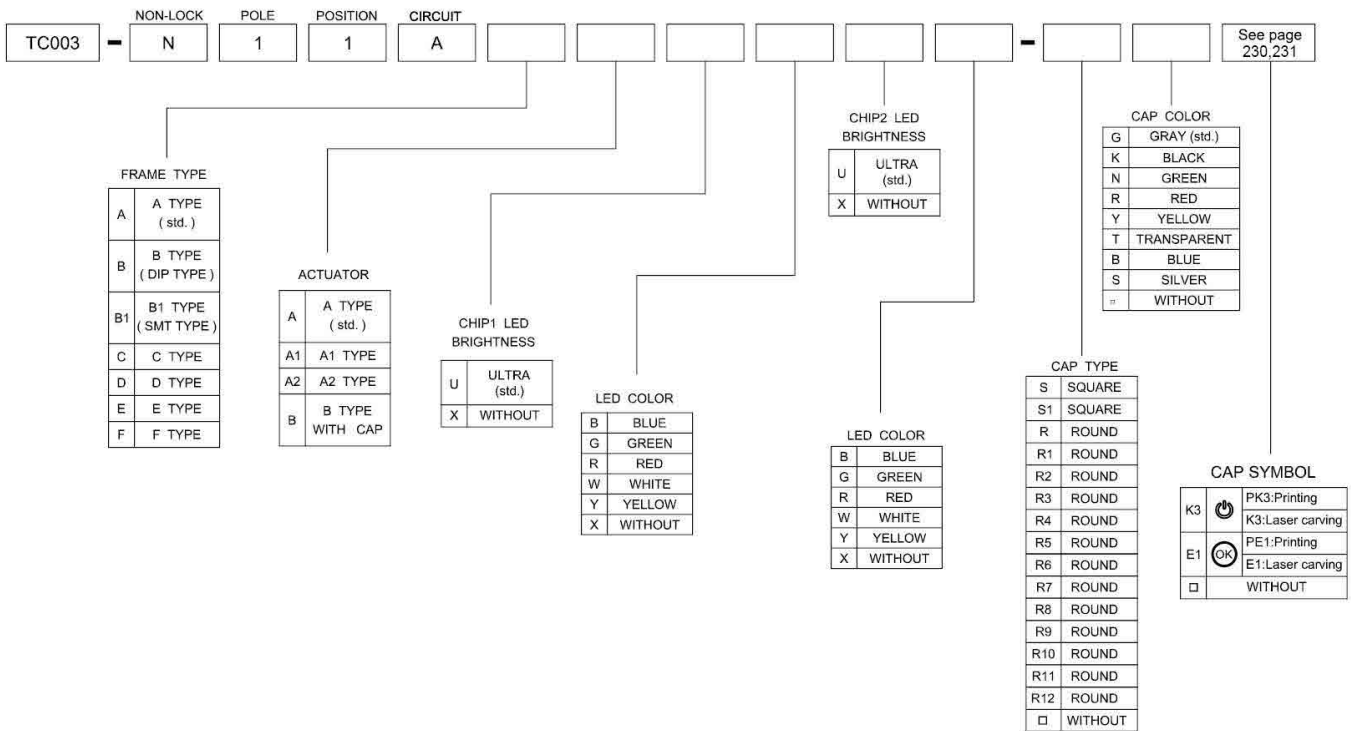 NON-LOCK POLE POSITION CIRCUIT
TC003 - N 1 1 A - See page
230,231
FRAME TYPE
A A TYPE
( std. )
B B TYPE
( DIP TYPE )
B1 B1 TYPE
( SMT TYPE )
C C TYPE
D D TYPE
E E TYPE
F F TYPE
ACTUATOR
A A TYPE
( std. )
A1 A1 TYPE
A2 A2 TYPE
B B TYPE
WITH CAP
CHIP1 LED
BRIGHTNESS
U ULTRA
(std.)
X WITHOUT
LED COLOR
B BLUE
G GREEN
R RED
W WHITE
Y YELLOW
X WITHOUT
CHIP2 LED
BRIGHTNESS
U ULTRA
(std.)
X WITHOUT
LED COLOR
B BLUE
G GREEN
R RED
W WHITE
Y YELLOW
X WITHOUT
CAP TYPE
S SQUARE
S1 SQUARE
R ROUND
R1 ROUND
R2 ROUND
R3 ROUND
R4 ROUND
R5 ROUND
R6 ROUND
R7 ROUND
R8 ROUND
R9 ROUND
R10 ROUND
R11 ROUND
R12 ROUND
□ WITHOUT
CAP COLOR
G GRAY (std.)
K BLACK
N GREEN
R RED
Y YELLOW
T TRANSPARENT
B BLUE
S SILVER
□ WITHOUT
CAP SYMBOL
K3 PK3:Printing
K3:Laser carving
E1 OK PE1:Printing
E1:Laser carving
□ WITHOUT